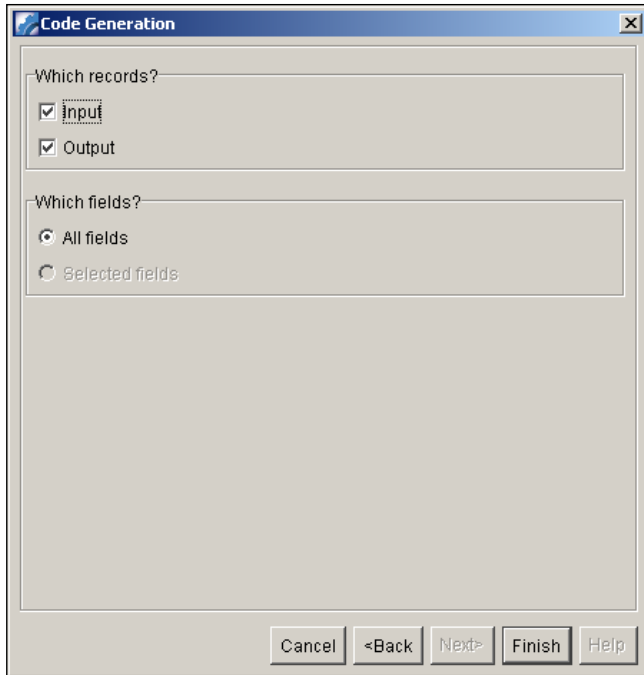 Code Generation
Which records?
Input
Output
Which fields?
All fields
Selected fields
Cancel <Back Next> Finish Help